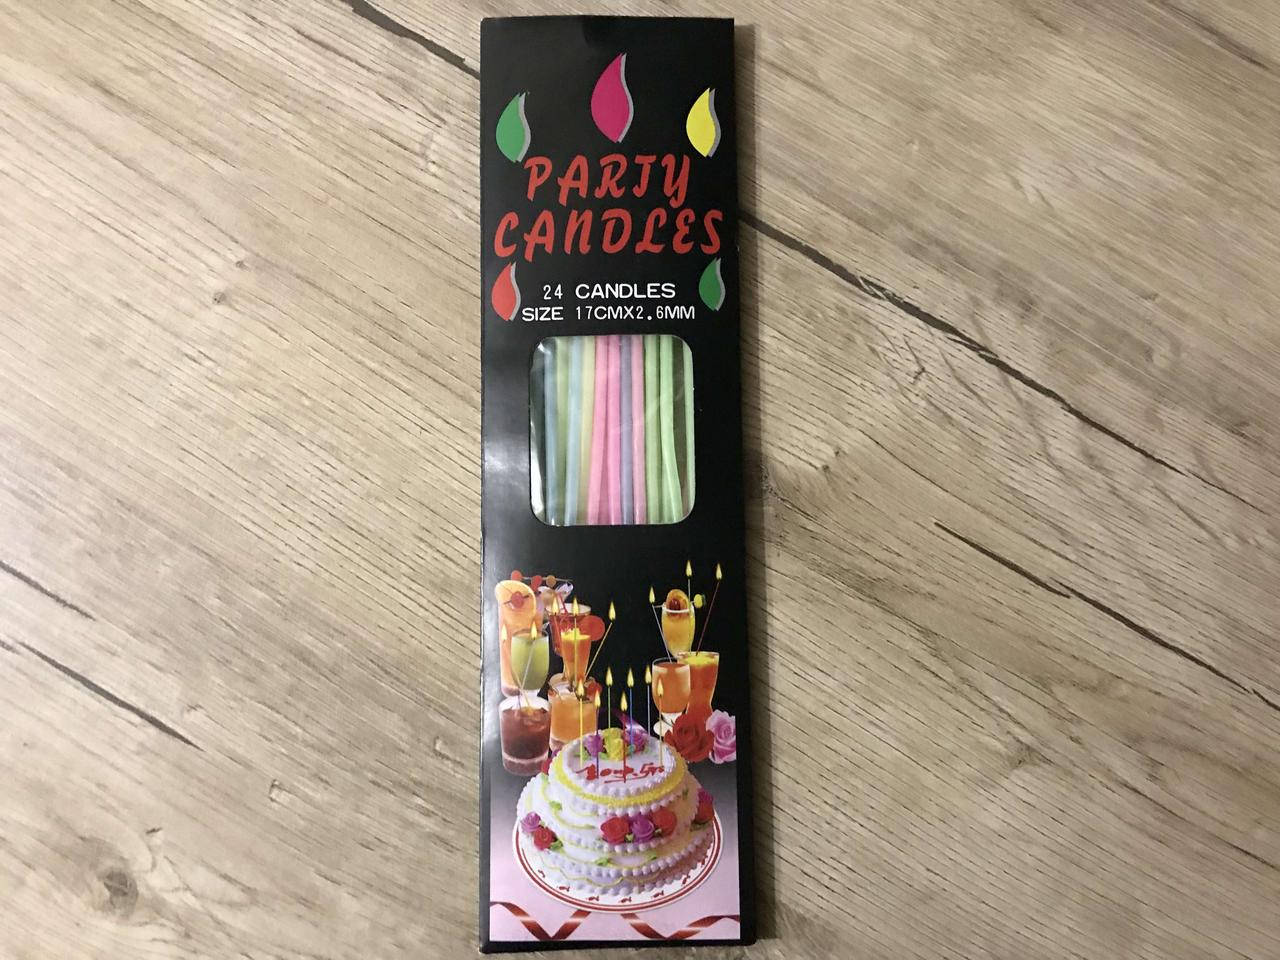 PARTY
CANDLES
24 CANDLES
SIZE 17CMX2.6MM